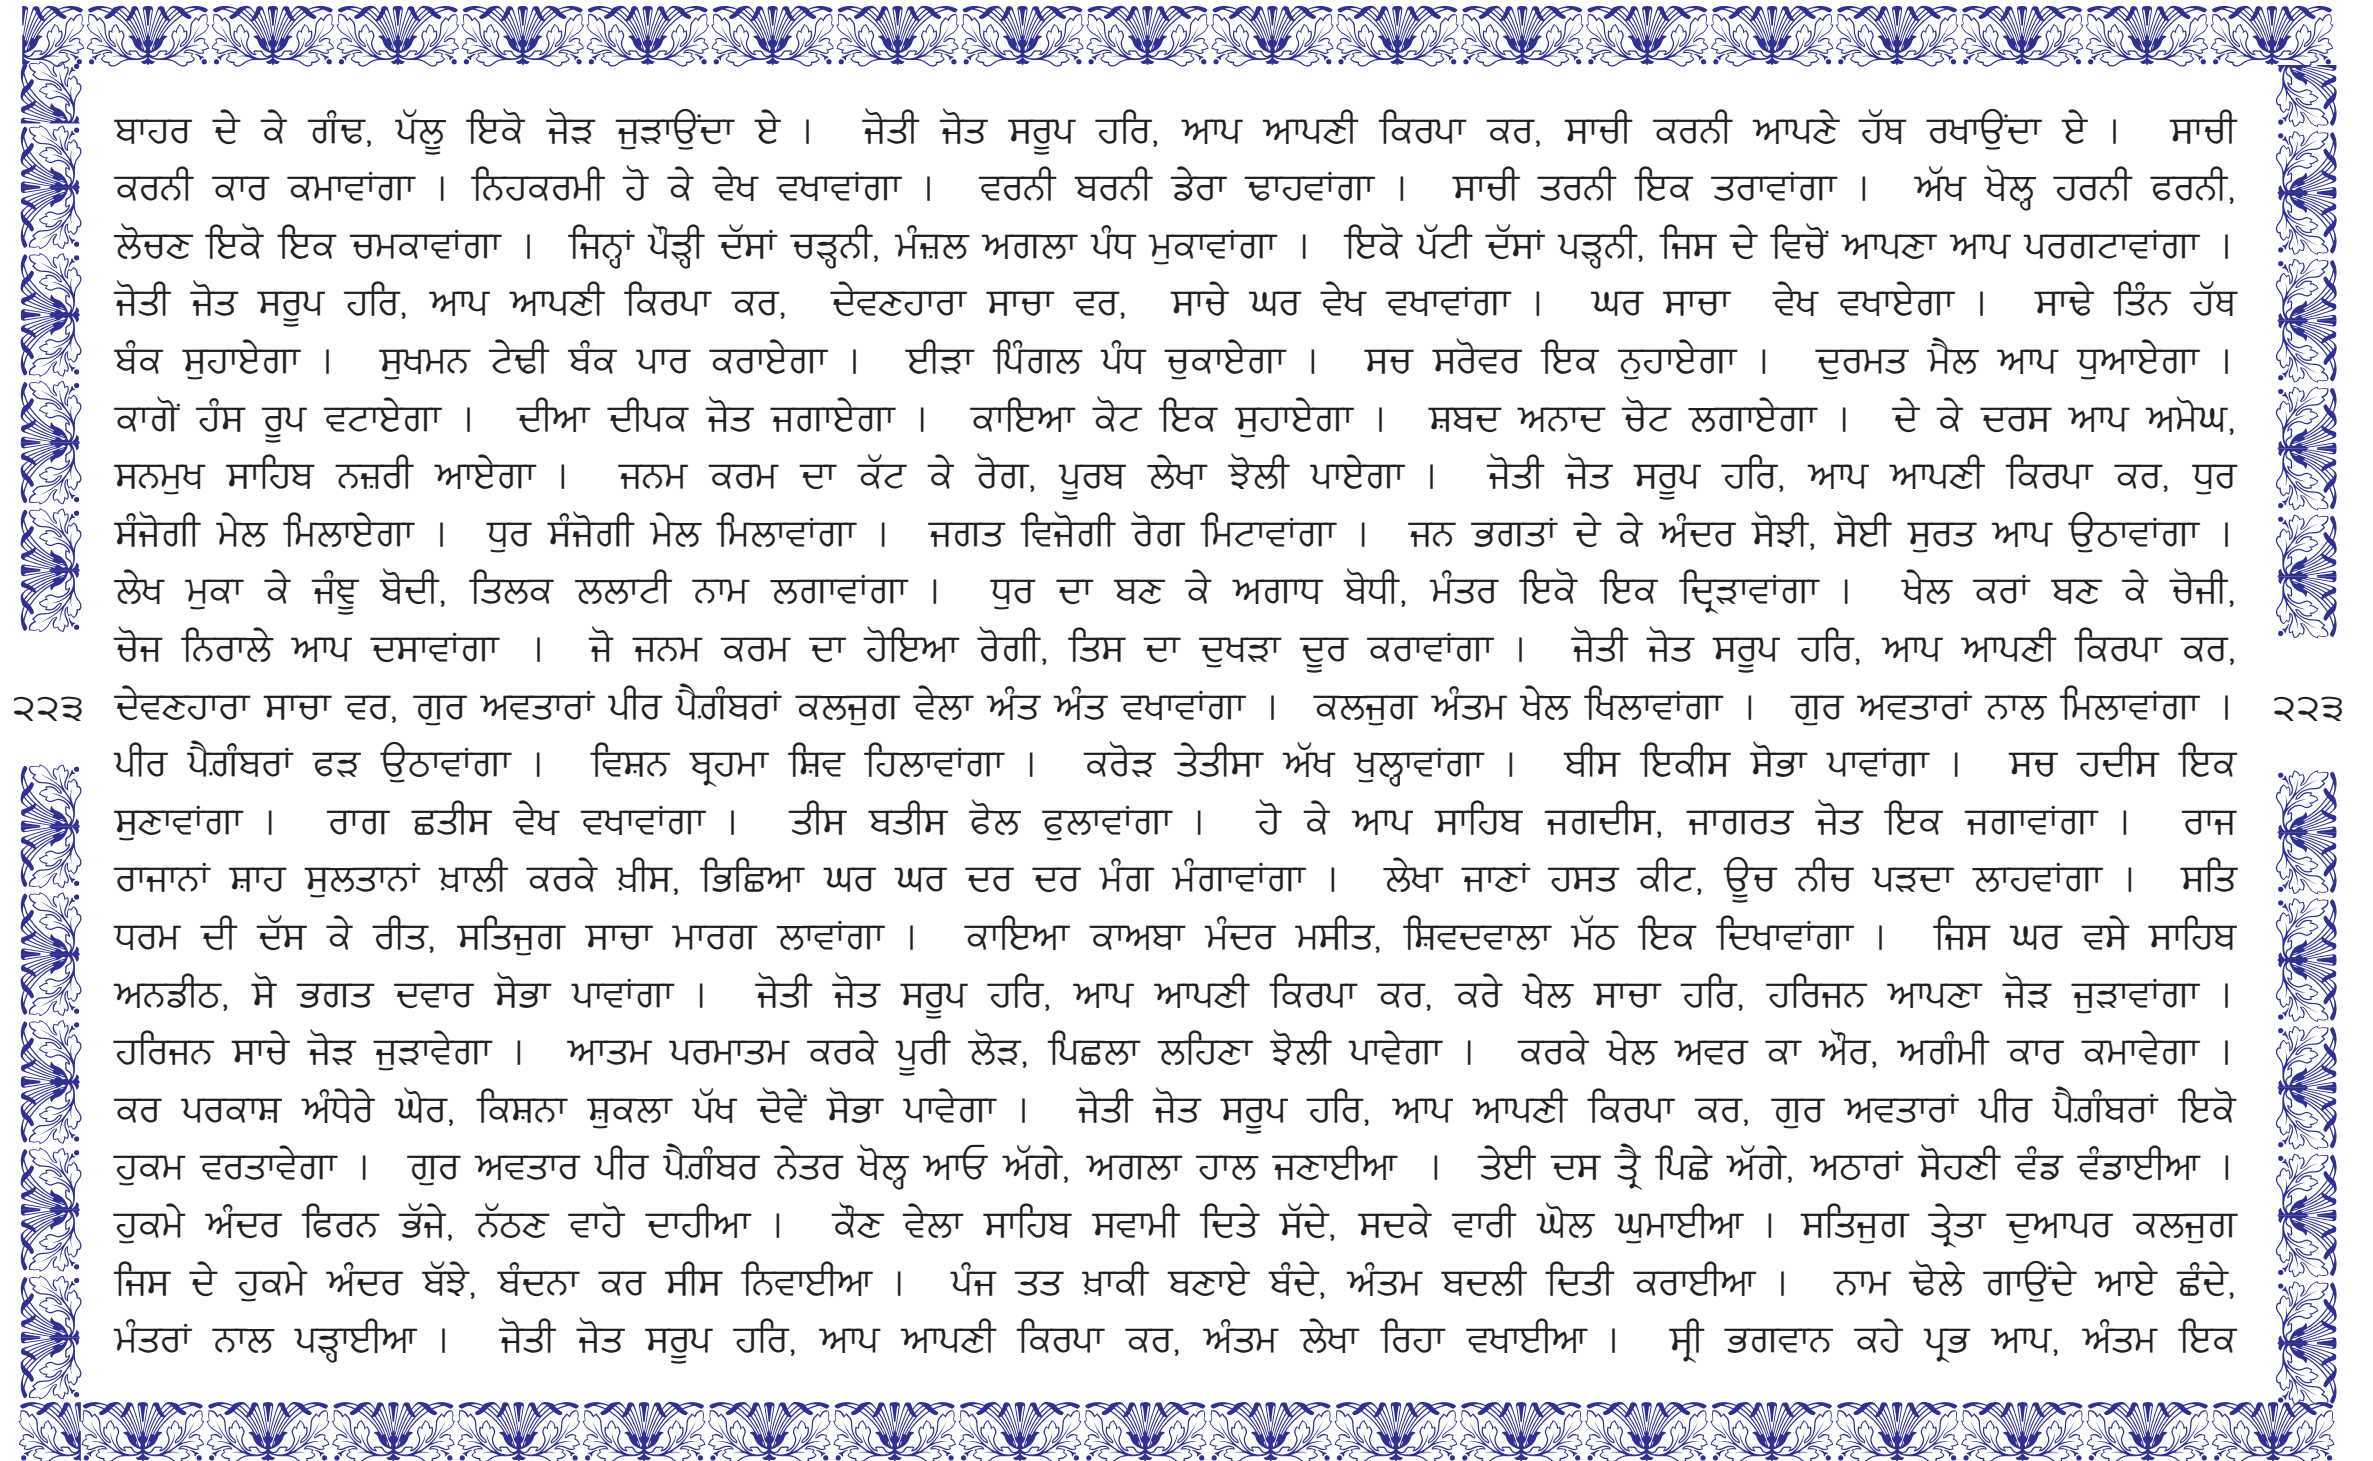 ਬਾਹਰ ਦੇ ਕੇ ਗੰਢ, ਪੱਲੂ ਇਕੋ ਜੋੜ ਜੁੜਾਉਂਦਾ ਏ । ਜੋਤੀ ਜੋਤ ਸਰੂਪ ਹਰਿ, ਆਪ ਆਪਣੀ ਕਿਰਪਾ ਕਰ, ਸਾਚੀ ਕਰਨੀ ਆਪਣੇ ਹੱਥ ਰਖਾਉਂਦਾ ਏ । ਸਾਚੀ
ਕਰਨੀ ਕਾਰ ਕਮਾਵਾਂਗਾ । ਨਿਹਕਰਮੀ ਹੋ ਕੇ ਵੇਖ ਵਖਾਵਾਂਗਾ । ਵਰਨੀ ਬਰਨੀ ਡੇਰਾ ਢਾਹਵਾਂਗਾ । ਸਾਚੀ ਤਰਨੀ ਇਕ ਤਰਾਵਾਂਗਾ । ਅੱਖ ਖੋਲ੍ਹ ਹਰਨੀ ਫਰਨੀ,
ਲੋਚਣ ਇਕੋ ਇਕ ਚਮਕਾਵਾਂਗਾ । ਜਿਨ੍ਹਾਂ ਪੌੜ੍ਹੀ ਦੱਸਾਂ ਚੜ੍ਹਨੀ, ਮੰਜ਼ਲ ਅਗਲਾ ਪੰਧ ਮੁਕਾਵਾਂਗਾ । ਇਕੋ ਪੱਟੀ ਦੱਸਾਂ ਪੜ੍ਹਨੀ, ਜਿਸ ਦੇ ਵਿਚੋਂ ਆਪਣਾ ਆਪ ਪਰਗਟਾਵਾਂਗਾ ।
ਜੋਤੀ ਜੋਤ ਸਰੂਪ ਹਰਿ, ਆਪ ਆਪਣੀ ਕਿਰਪਾ ਕਰ, ਦੇਵਣਹਾਰਾ ਸਾਚਾ ਵਰ, ਸਾਚੇ ਘਰ ਵੇਖ ਵਖਾਵਾਂਗਾ । ਘਰ ਸਾਚਾ ਵੇਖ ਵਖਾਏਗਾ । ਸਾਢੇ ਤਿੰਨ ਹੱਥ
ਬੰਕ ਸੁਹਾਏਗਾ । ਸੁਖਮਨ ਟੇਢੀ ਬੰਕ ਪਾਰ ਕਰਾਏਗਾ । ਈੜਾ ਪਿੰਗਲ ਪੰਧ ਚੁਕਾਏਗਾ । ਸਚ ਸਰੋਵਰ ਇਕ ਨੁਹਾਏਗਾ । ਦੁਰਮਤ ਮੈਲ ਆਪ ਧੁਆਏਗਾ ।
ਕਾਗੋਂ ਹੰਸ ਰੂਪ ਵਟਾਏਗਾ । ਦੀਆ ਦੀਪਕ ਜੋਤ ਜਗਾਏਗਾ । ਕਾਇਆ ਕੋਟ ਇਕ ਸੁਹਾਏਗਾ । ਸ਼ਬਦ ਅਨਾਦ ਚੋਟ ਲਗਾਏਗਾ । ਦੇ ਕੇ ਦਰਸ ਆਪ ਅਮੋਘ,
ਸਨਮੁਖ ਸਾਹਿਬ ਨਜ਼ਰੀ ਆਏਗਾ । ਜਨਮ ਕਰਮ ਦਾ ਕੱਟ ਕੇ ਰੋਗ, ਪੂਰਬ ਲੇਖਾ ਝੋਲੀ ਪਾਏਗਾ । ਜੋਤੀ ਜੋਤ ਸਰੂਪ ਹਰਿ, ਆਪ ਆਪਣੀ ਕਿਰਪਾ ਕਰ, ਧੁਰ
ਸੰਜੋਗੀ ਮੇਲ ਮਿਲਾਏਗਾ । ਧੁਰ ਸੰਜੋਗੀ ਮੇਲ ਮਿਲਾਵਾਂਗਾ । ਜਗਤ ਵਿਜੋਗੀ ਰੋਗ ਮਿਟਾਵਾਂਗਾ । ਜਨ ਭਗਤਾਂ ਦੇ ਕੇ ਅੰਦਰ ਸੋਝੀ, ਸੋਈ ਸੁਰਤ ਆਪ ਉਠਾਵਾਂਗਾ ।
ਲੇਖ ਮੁਕਾ ਕੇ ਜੰਞੂ ਬੋਦੀ, ਤਿਲਕ ਲਲਾਟੀ ਨਾਮ ਲਗਾਵਾਂਗਾ । ਧੁਰ ਦਾ ਬਣ ਕੇ ਅਗਾਧ ਬੋਧੀ, ਮੰਤਰ ਇਕੋ ਇਕ ਦ੍ਰਿੜਾਵਾਂਗਾ । ਖੇਲ ਕਰਾਂ ਬਣ ਕੇ ਚੋਜੀ,
ਚੋਜ ਨਿਰਾਲੇ ਆਪ ਦਸਾਵਾਂਗਾ । ਜੋ ਜਨਮ ਕਰਮ ਦਾ ਹੋਇਆ ਰੋਗੀ, ਤਿਸ ਦਾ ਦੁਖੜਾ ਦੂਰ ਕਰਾਵਾਂਗਾ । ਜੋਤੀ ਜੋਤ ਸਰੂਪ ਹਰਿ, ਆਪ ਆਪਣੀ ਕਿਰਪਾ ਕਰ,
੨੨੩ ਦੇਵਣਹਾਰਾ ਸਾਚਾ ਵਰ, ਗੁਰ ਅਵਤਾਰਾਂ ਪੀਰ ਪੈਗ਼ੰਬਰਾਂ ਕਲਜੁਗ ਵੇਲਾ ਅੰਤ ਅੰਤ ਵਖਾਵਾਂਗਾ । ਕਲਜੁਗ ਅੰਤਮ ਖੇਲ ਖਿਲਾਵਾਂਗਾ । ਗੁਰ ਅਵਤਾਰਾਂ ਨਾਲ ਮਿਲਾਵਾਂਗਾ । ੨੨੩
ਪੀਰ ਪੈਗ਼ੰਬਰਾਂ ਫੜ ਉਠਾਵਾਂਗਾ । ਵਿਸ਼ਨ ਬ੍ਰਹਮਾ ਸ਼ਿਵ ਹਿਲਾਵਾਂਗਾ । ਕਰੋੜ ਤੇਤੀਸਾ ਅੱਖ ਖੁਲ੍ਹਾਵਾਂਗਾ । ਬੀਸ ਇਕੀਸ ਸੋਭਾ ਪਾਵਾਂਗਾ । ਸਚ ਹਦੀਸ ਇਕ
ਸੁਣਾਵਾਂਗਾ । ਰਾਗ ਛਤੀਸ ਵੇਖ ਵਖਾਵਾਂਗਾ । ਤੀਸ ਬਤੀਸ ਫੋਲ ਫੁਲਾਵਾਂਗਾ । ਹੋ ਕੇ ਆਪ ਸਾਹਿਬ ਜਗਦੀਸ, ਜਾਗਰਤ ਜੋਤ ਇਕ ਜਗਾਵਾਂਗਾ । ਰਾਜ
ਰਾਜਾਨਾਂ ਸ਼ਾਹ ਸੁਲਤਾਨਾਂ ਖ਼ਾਲੀ ਕਰਕੇ ਖ਼ੀਸ, ਭਿਛਿਆ ਘਰ ਘਰ ਦਰ ਦਰ ਮੰਗ ਮੰਗਾਵਾਂਗਾ । ਲੇਖਾ ਜਾਣਾਂ ਹਸਤ ਕੀਟ, ਊਚ ਨੀਚ ਪੜਦਾ ਲਾਹਵਾਂਗਾ । ਸਤਿ
ਧਰਮ ਦੀ ਦੱਸ ਕੇ ਰੀਤ, ਸਤਿਜੁਗ ਸਾਚਾ ਮਾਰਗ ਲਾਵਾਂਗਾ । ਕਾਇਆ ਕਾਅਬਾ ਮੰਦਰ ਮਸੀਤ, ਸ਼ਿਵਦਵਾਲਾ ਮੱਠ ਇਕ ਦਿਖਾਵਾਂਗਾ । ਜਿਸ ਘਰ ਵਸੇ ਸਾਹਿਬ
ਅਨਡੀਠ, ਸੋ ਭਗਤ ਦਵਾਰ ਸੋਭਾ ਪਾਵਾਂਗਾ । ਜੋਤੀ ਜੋਤ ਸਰੂਪ ਹਰਿ, ਆਪ ਆਪਣੀ ਕਿਰਪਾ ਕਰ, ਕਰੇ ਖੇਲ ਸਾਚਾ ਹਰਿ, ਹਰਿਜਨ ਆਪਣਾ ਜੋੜ ਜੁੜਾਵਾਂਗਾ ।
ਹਰਿਜਨ ਸਾਚੇ ਜੋੜ ਜੁੜਾਵੇਗਾ । ਆਤਮ ਪਰਮਾਤਮ ਕਰਕੇ ਪੂਰੀ ਲੋੜ, ਪਿਛਲਾ ਲਹਿਣਾ ਝੋਲੀ ਪਾਵੇਗਾ । ਕਰਕੇ ਖੇਲ ਅਵਰ ਕਾ ਔਰ, ਅਗੰਮੀ ਕਾਰ ਕਮਾਵੇਗਾ ।
ਕਰ ਪਰਕਾਸ਼ ਅੰਧੇਰੇ ਘੋਰ, ਕਿਸ਼ਨਾ ਸ਼ੁਕਲਾ ਪੱਖ ਦੋਵੇਂ ਸੋਭਾ ਪਾਵੇਗਾ । ਜੋਤੀ ਜੋਤ ਸਰੂਪ ਹਰਿ, ਆਪ ਆਪਣੀ ਕਿਰਪਾ ਕਰ, ਗੁਰ ਅਵਤਾਰਾਂ ਪੀਰ ਪੈਗ਼ੰਬਰਾਂ ਇਕੋ
ਹੁਕਮ ਵਰਤਾਵੇਗਾ । ਗੁਰ ਅਵਤਾਰ ਪੀਰ ਪੈਗ਼ੰਬਰ ਨੇਤਰ ਖੋਲ੍ਹ ਆਓ ਅੱਗੇ, ਅਗਲਾ ਹਾਲ ਜਣਾਈਆ । ਤੇਈ ਦਸ ਤ੍ਰੈ ਪਿਛੇ ਅੱਗੇ, ਅਠਾਰਾਂ ਸੋਹਣੀ ਵੰਡ ਵੰਡਾਈਆ ।
ਹੁਕਮੇ ਅੰਦਰ ਫਿਰਨ ਭੱਜੇ, ਨੱਠਣ ਵਾਹੋ ਦਾਹੀਆ । ਕੌਣ ਵੇਲਾ ਸਾਹਿਬ ਸਵਾਮੀ ਦਿਤੇ ਸੱਦੇ, ਸਦਕੇ ਵਾਰੀ ਘੋਲ ਘੁਮਾਈਆ । ਸਤਿਜੁਗ ਤ੍ਰੇਤਾ ਦੁਆਪਰ ਕਲਜੁਗ
ਜਿਸ ਦੇ ਹੁਕਮੇ ਅੰਦਰ ਬੱਝੇ, ਬੰਦਨਾ ਕਰ ਸੀਸ ਨਿਵਾਈਆ । ਪੰਜ ਤਤ ਖ਼ਾਕੀ ਬਣਾਏ ਬੰਦੇ, ਅੰਤਮ ਬਦਲੀ ਦਿਤੀ ਕਰਾਈਆ । ਨਾਮ ਢੋਲੇ ਗਾਉਂਦੇ ਆਏ ਛੰਦੇ,
ਮੰਤਰਾਂ ਨਾਲ ਪੜ੍ਹਾਈਆ । ਜੋਤੀ ਜੋਤ ਸਰੂਪ ਹਰਿ, ਆਪ ਆਪਣੀ ਕਿਰਪਾ ਕਰ, ਅੰਤਮ ਲੇਖਾ ਰਿਹਾ ਵਖਾਈਆ । ਸ੍ਰੀ ਭਗਵਾਨ ਕਹੇ ਪ੍ਰਭ ਆਪ, ਅੰਤਮ ਇਕ